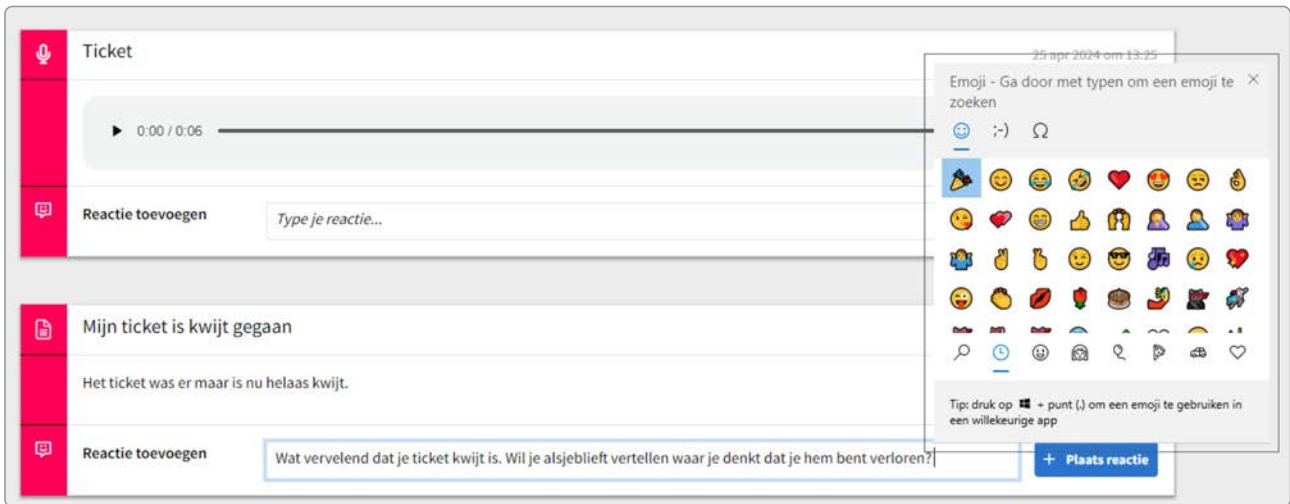 Ticket
25 apr 2024 om 13:25
0:00 / 0:06
Reactie toevoegen
Type je reactie...
Emoji - Ga door met typen om een emoji te
zoeken
;-)
Mijn ticket is kwijt gegaan
Het ticket was er maar is nu helaas kwijt.
Tip: druk op + punt (.) om een emoji te gebruiken in
een willekeurige app
Reactie toevoegen
Wat vervelend dat je ticket kwijt is. Wil je alsjeblieft vertellen waar je denkt dat je hem bent verloren?
+ Plaats reactie